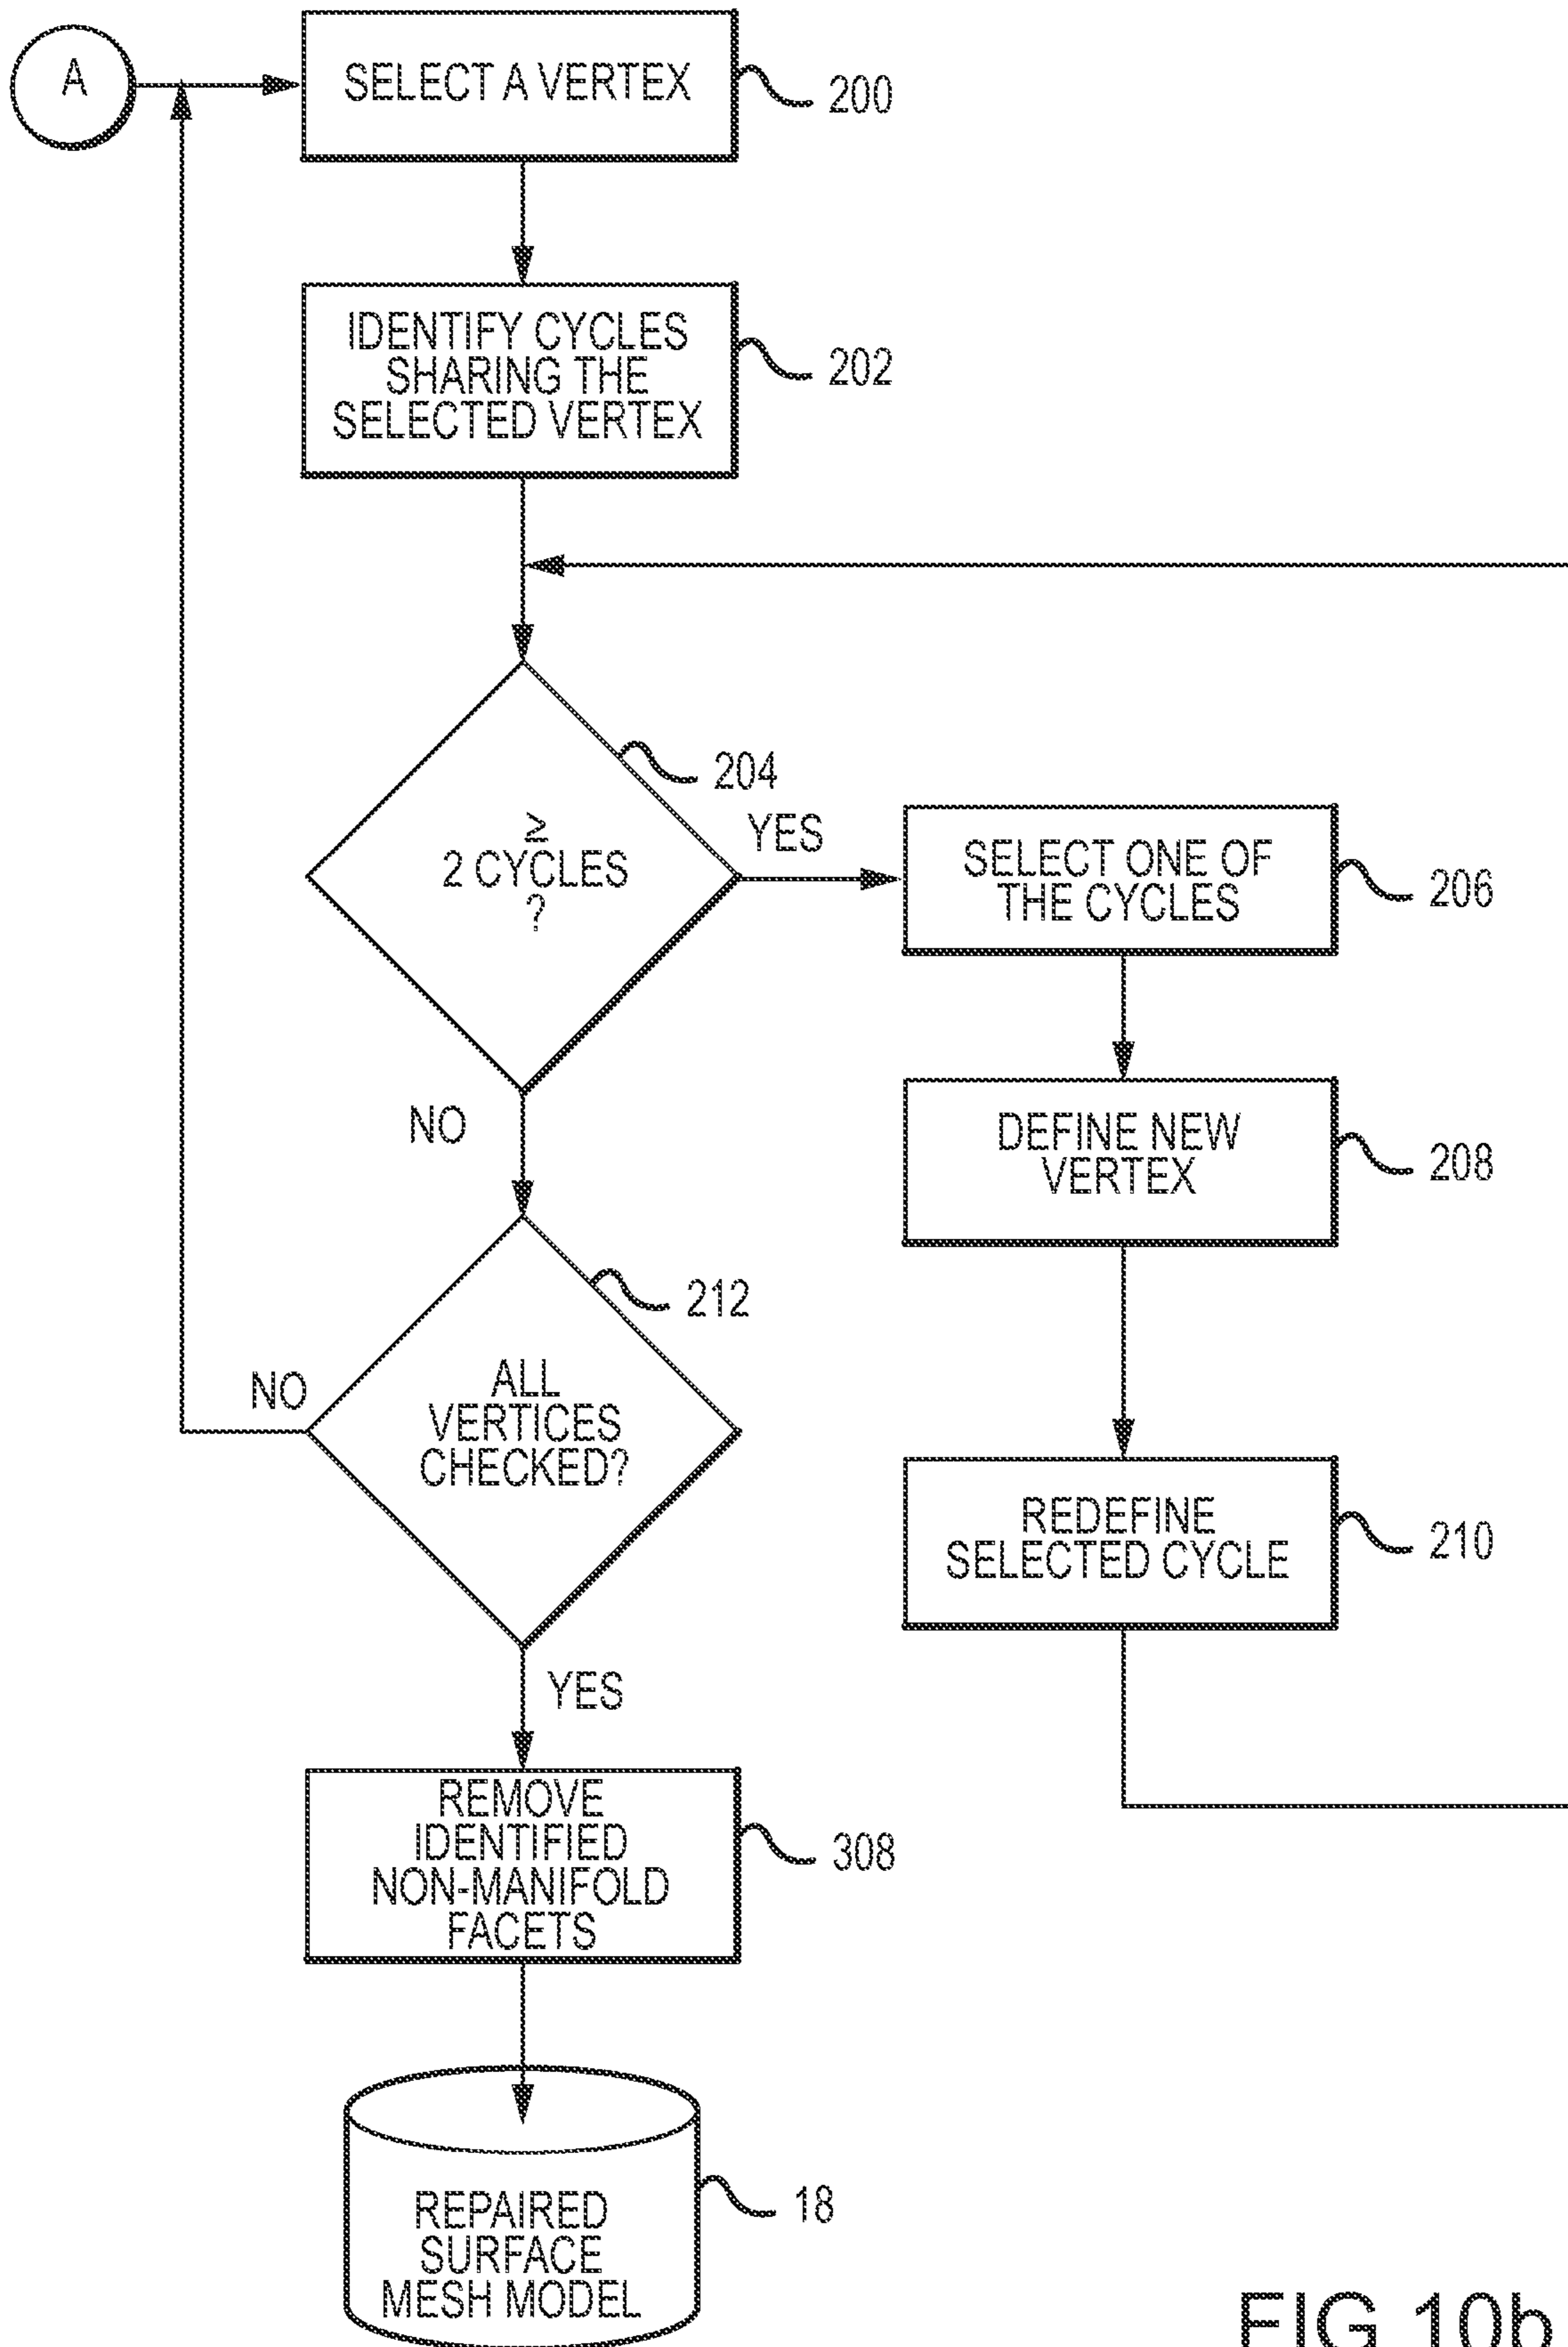 A
SELECT A VERTEX
200
IDENTIFY CYCLES
SHARING THE
SELECTED VERTEX
202
204
≥
2 CYCLES
?
YES
SELECT ONE OF
THE CYCLES
206
NO
DEFINE NEW
VERTEX
208
212
ALL
VERTICES
CHECKED?
NO
REDEFINE
SELECTED CYCLE
210
YES
REMOVE
IDENTIFIED
NON-MANIFOLD
FACETS
308
REPAIRED
SURFACE
MESH MODEL
18
FIG 10b